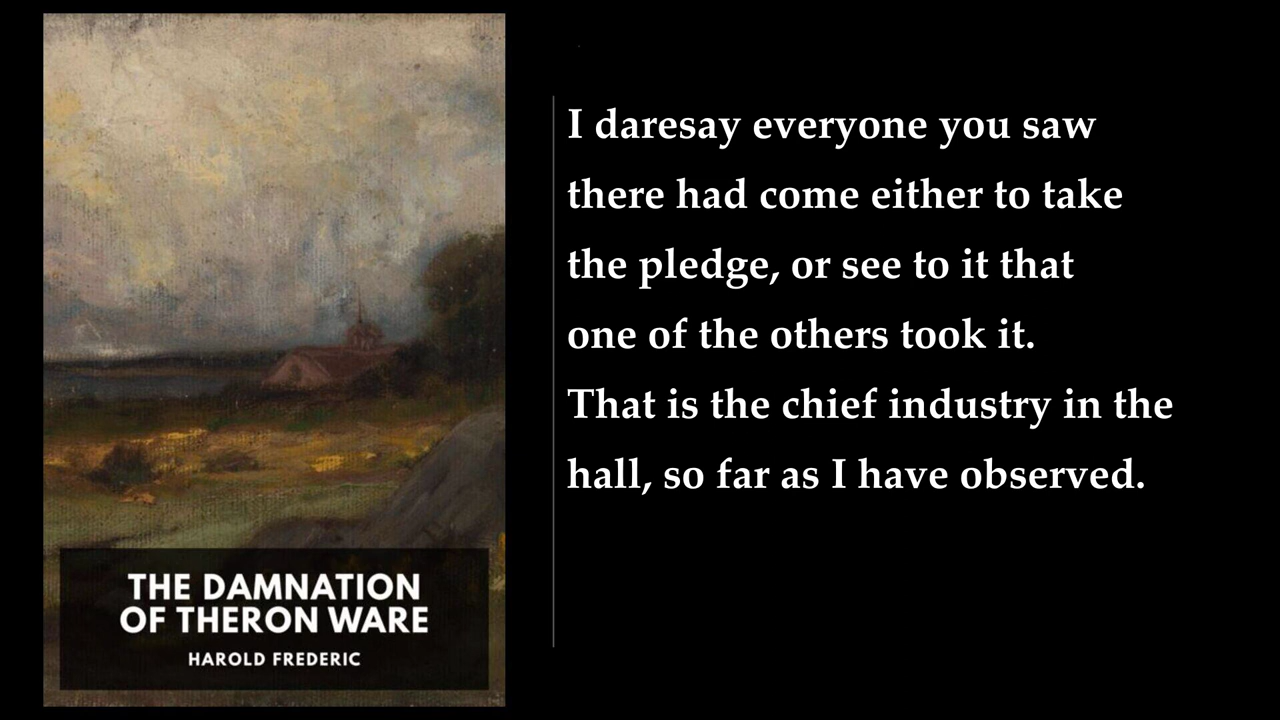 I daresay everyone you saw
there had come either to take
the pledge, or see to it that
one of the others took it.
That is the chief industry in the
hall, so far as I have observed.
THE DAMNATION
OF THERON WARE
HAROLD FREDERIC